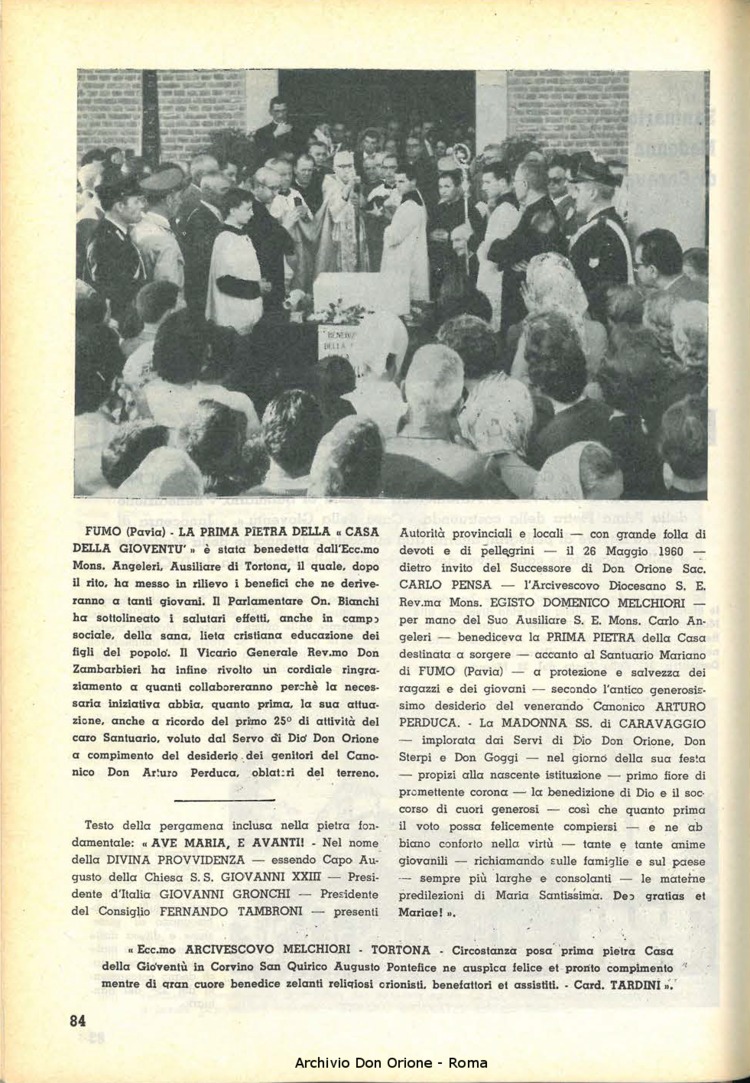 BENED
DELLA
FUMO (Pavia) - LA PRIMA PIETRA DELLA « CASA
DELLA GIOVENTU' » è stata benedetta dall'Ecc.mo
Mons. Angeleri, Ausiliare di Tortona, il quale, dopo
il rito, ha messo in rilievo i benefici che ne derive-
ranno a tanti giovani. Il Parlamentare On. Bianchi
ha sottolineato i salutari effetti, anche in campo
sociale, della sana, lieta cristiana educazione dei
figli del popolo. Il Vicario Generale Rev.mo Don
Zambarbieri ha infine rivolto un cordiale ringra-
ziamento a quanti collaboreranno perchè la neces-
saria iniziativa abbia, quanto prima, la sua attua-
zione, anche a ricordo del primo 25° di attività del
caro Santuario, voluto dal Servo di Dio Don Orione
a compimento del desiderio dei genitori del Cano-
nico Don Arturo Perduca, oblatori del terreno.
Testo della pergamena inclusa nella pietra fon-
damentale: « AVE MARIA, E AVANTI! - Nel nome
della DIVINA PROVVIDENZA — essendo Capo Au-
gusto della Chiesa S. S. GIOVANNI XXIII — Presi-
dente d'Italia GIOVANNI GRONCHI — Presidente
del Consiglio FERNANDO TAMBRONI — presenti
Autorità provinciali e locali — con grande folla di
devoti e di pellegrini — il 26 Maggio 1960 —
dietro invito del Successore di Don Orione Sac.
CARLO PENSA — l'Arcivescovo Diocesano S. E.
Rev.ma Mons. EGISTO DOMENICO MELCHIORI —
per mano del Suo Ausiliare S. E. Mons. Carlo An-
geleri — benediceva la PRIMA PIETRA della Casa
destinata a sorgere — accanto al Santuario Mariano
di FUMO (Pavia) — a protezione e salvezza dei
ragazzi e dei giovani — secondo l'antico generosis-
simo desiderio del venerando Canonico ARTURO
PERDUCA. - La MADONNA SS. di CARAVAGGIO
— implorata dai Servi di Dio Don Orione, Don
Sterpi e Don Goggi — nel giorno della sua festa
— propizi alla nascente istituzione — primo fiore di
promettente corona — la benedizione di Dio e il soc-
corso di cuori generosi — così che quanto prima
il voto possa felicemente compiersi — e ne ab
biano conforto nella virtù — tante e tante anime
giovanili — richiamando sulle famiglie e sul paese
— sempre più larghe e consolanti — le materne
predilezioni di Maria Santissima. Deo gratias et
Mariae! ».
« Ecc.mo ARCIVESCOVO MELCHIORI - TORTONA - Circostanza posa prima pietra Casa
della Gioventù in Corvino San Quirico Augusto Pontefice ne auspica felice et pronto compimento
mentre di gran cuore benedice zelanti religiosi orionisti, benefattori et assistiti. - Card. TARDINI ».
84
Archivio Don Orione - Roma